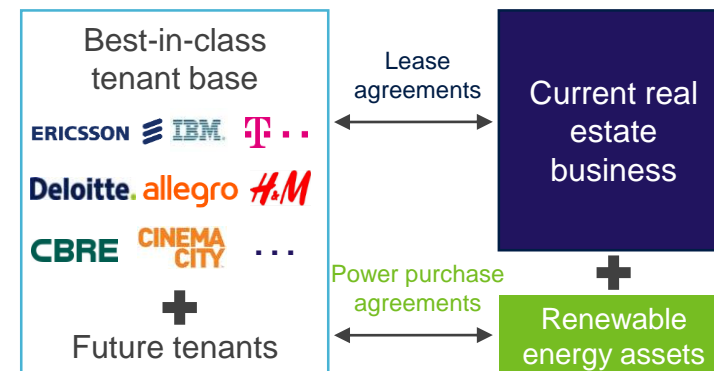 Best-in-class
tenant base
ERICSSON IBM. T
Deloitte. allegro H&M
CBRE CINEMA CITY ...
Future tenants
Lease
agreements
Power purchase
agreements
Current real
estate
business
Renewable
energy assets